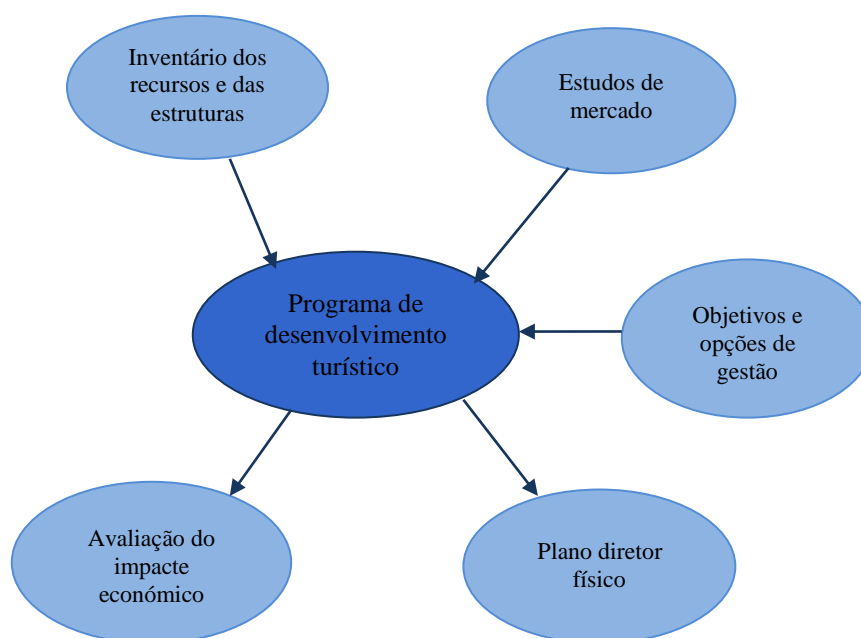 Inventário dos
recursos e das
estruturas
Estudos de
mercado
Programa de
desenvolvimento
turístico
Objetivos e
opções de
gestão
Avaliação do
impacte
económico
Plano diretor
físico